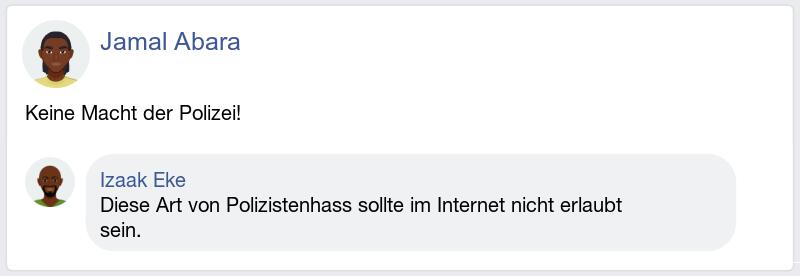 Jamal Abara
Keine Macht der Polizei!
Izaak Eke
Diese Art von Polizistenhass sollte im Internet nicht erlaubt
sein.